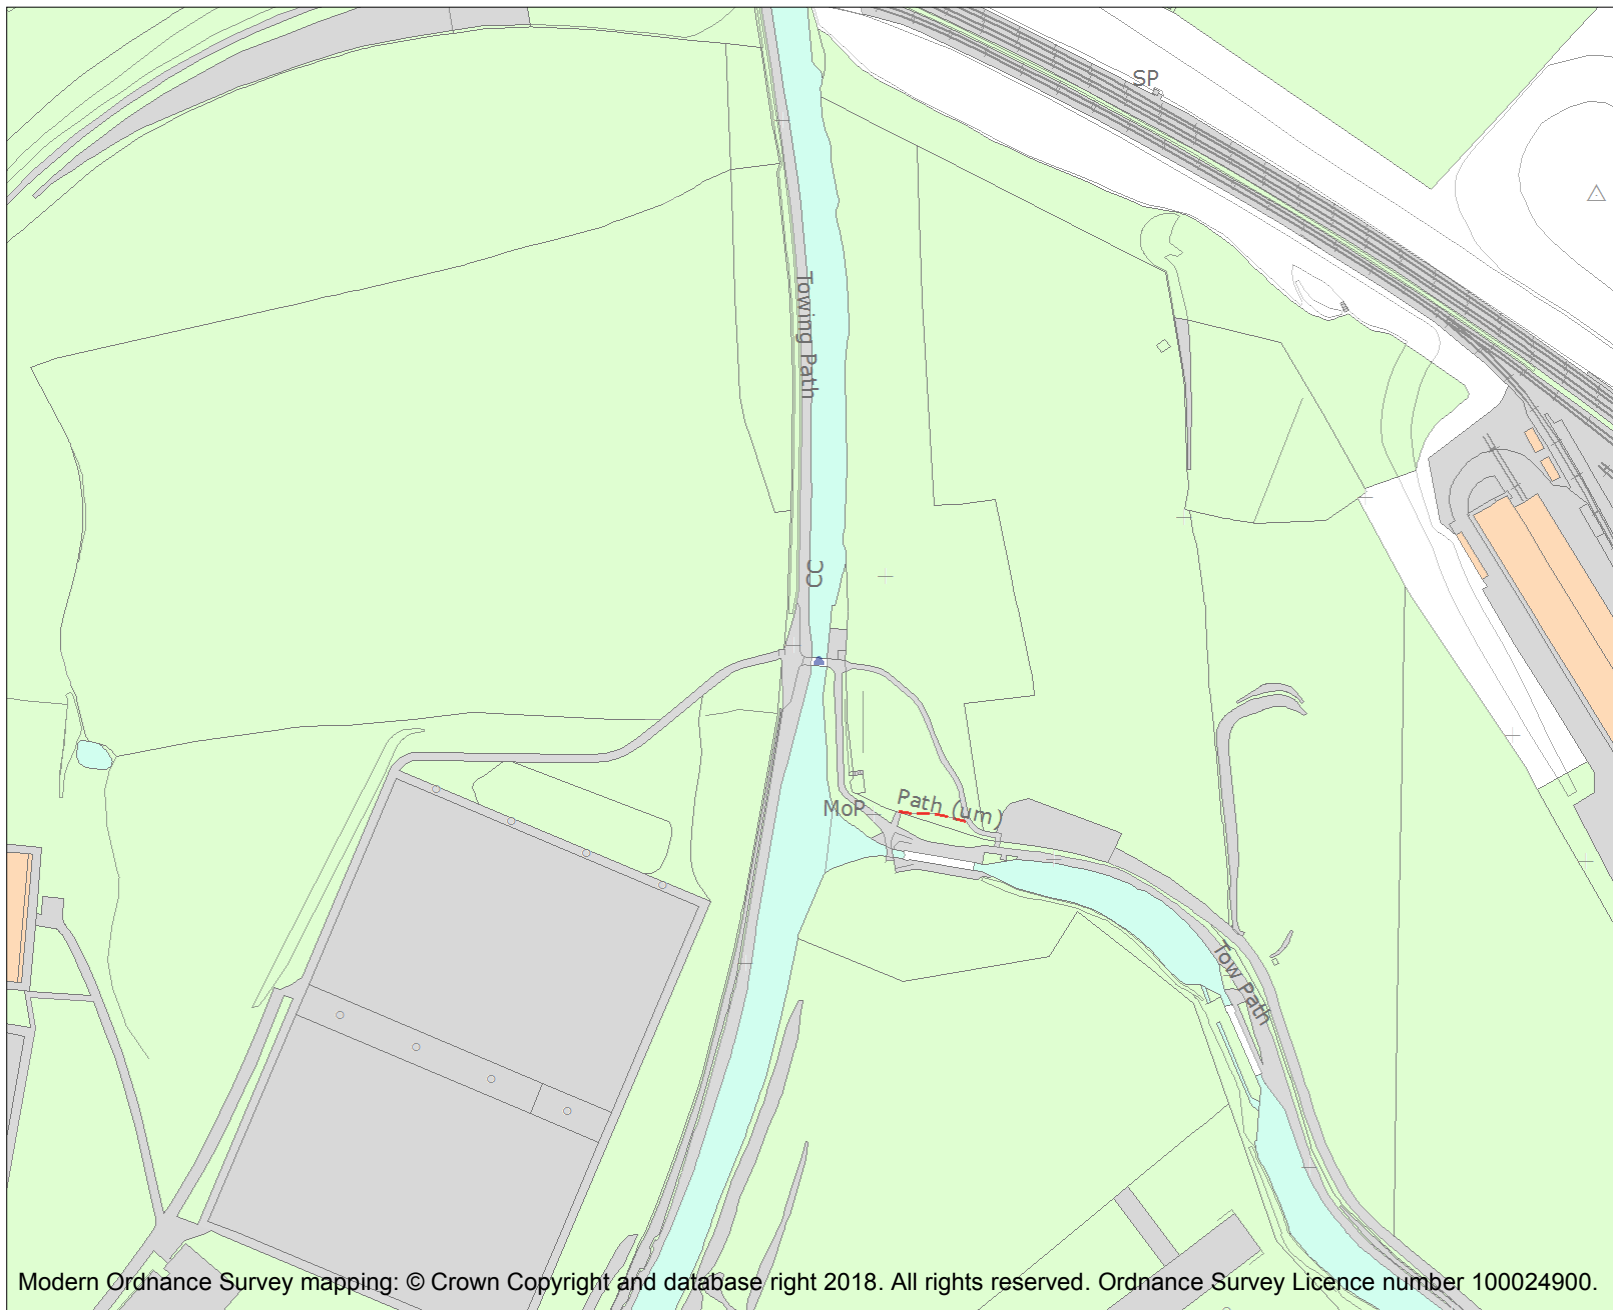 SP
Towing Path
CC
Path (um)
MoP
Tow Path
Modern Ordnance Survey mapping: © Crown Copyright and database right 2018. All rights reserved. Ordnance Survey Licence number 100024900.